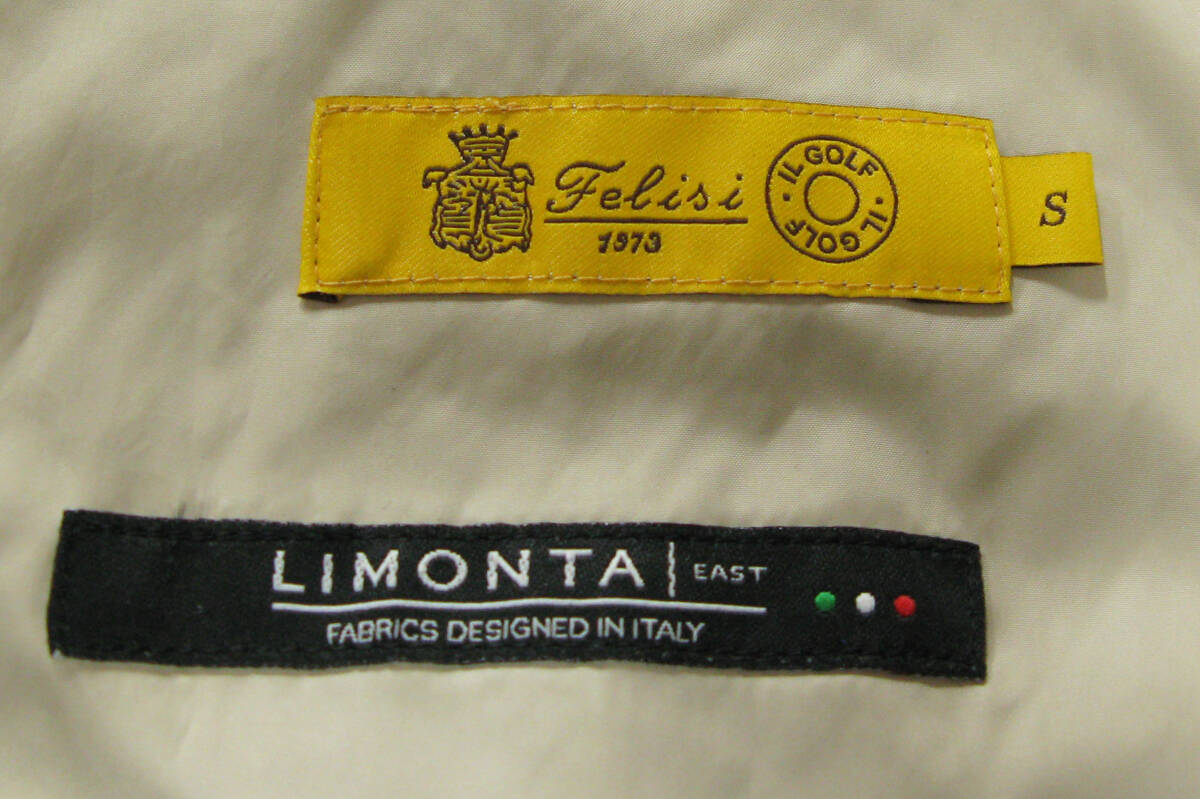 Felisi
1973
IL GOLF · IL GOLF ·
S
LIMONTA | EAST
FABRICS DESIGNED IN ITALY